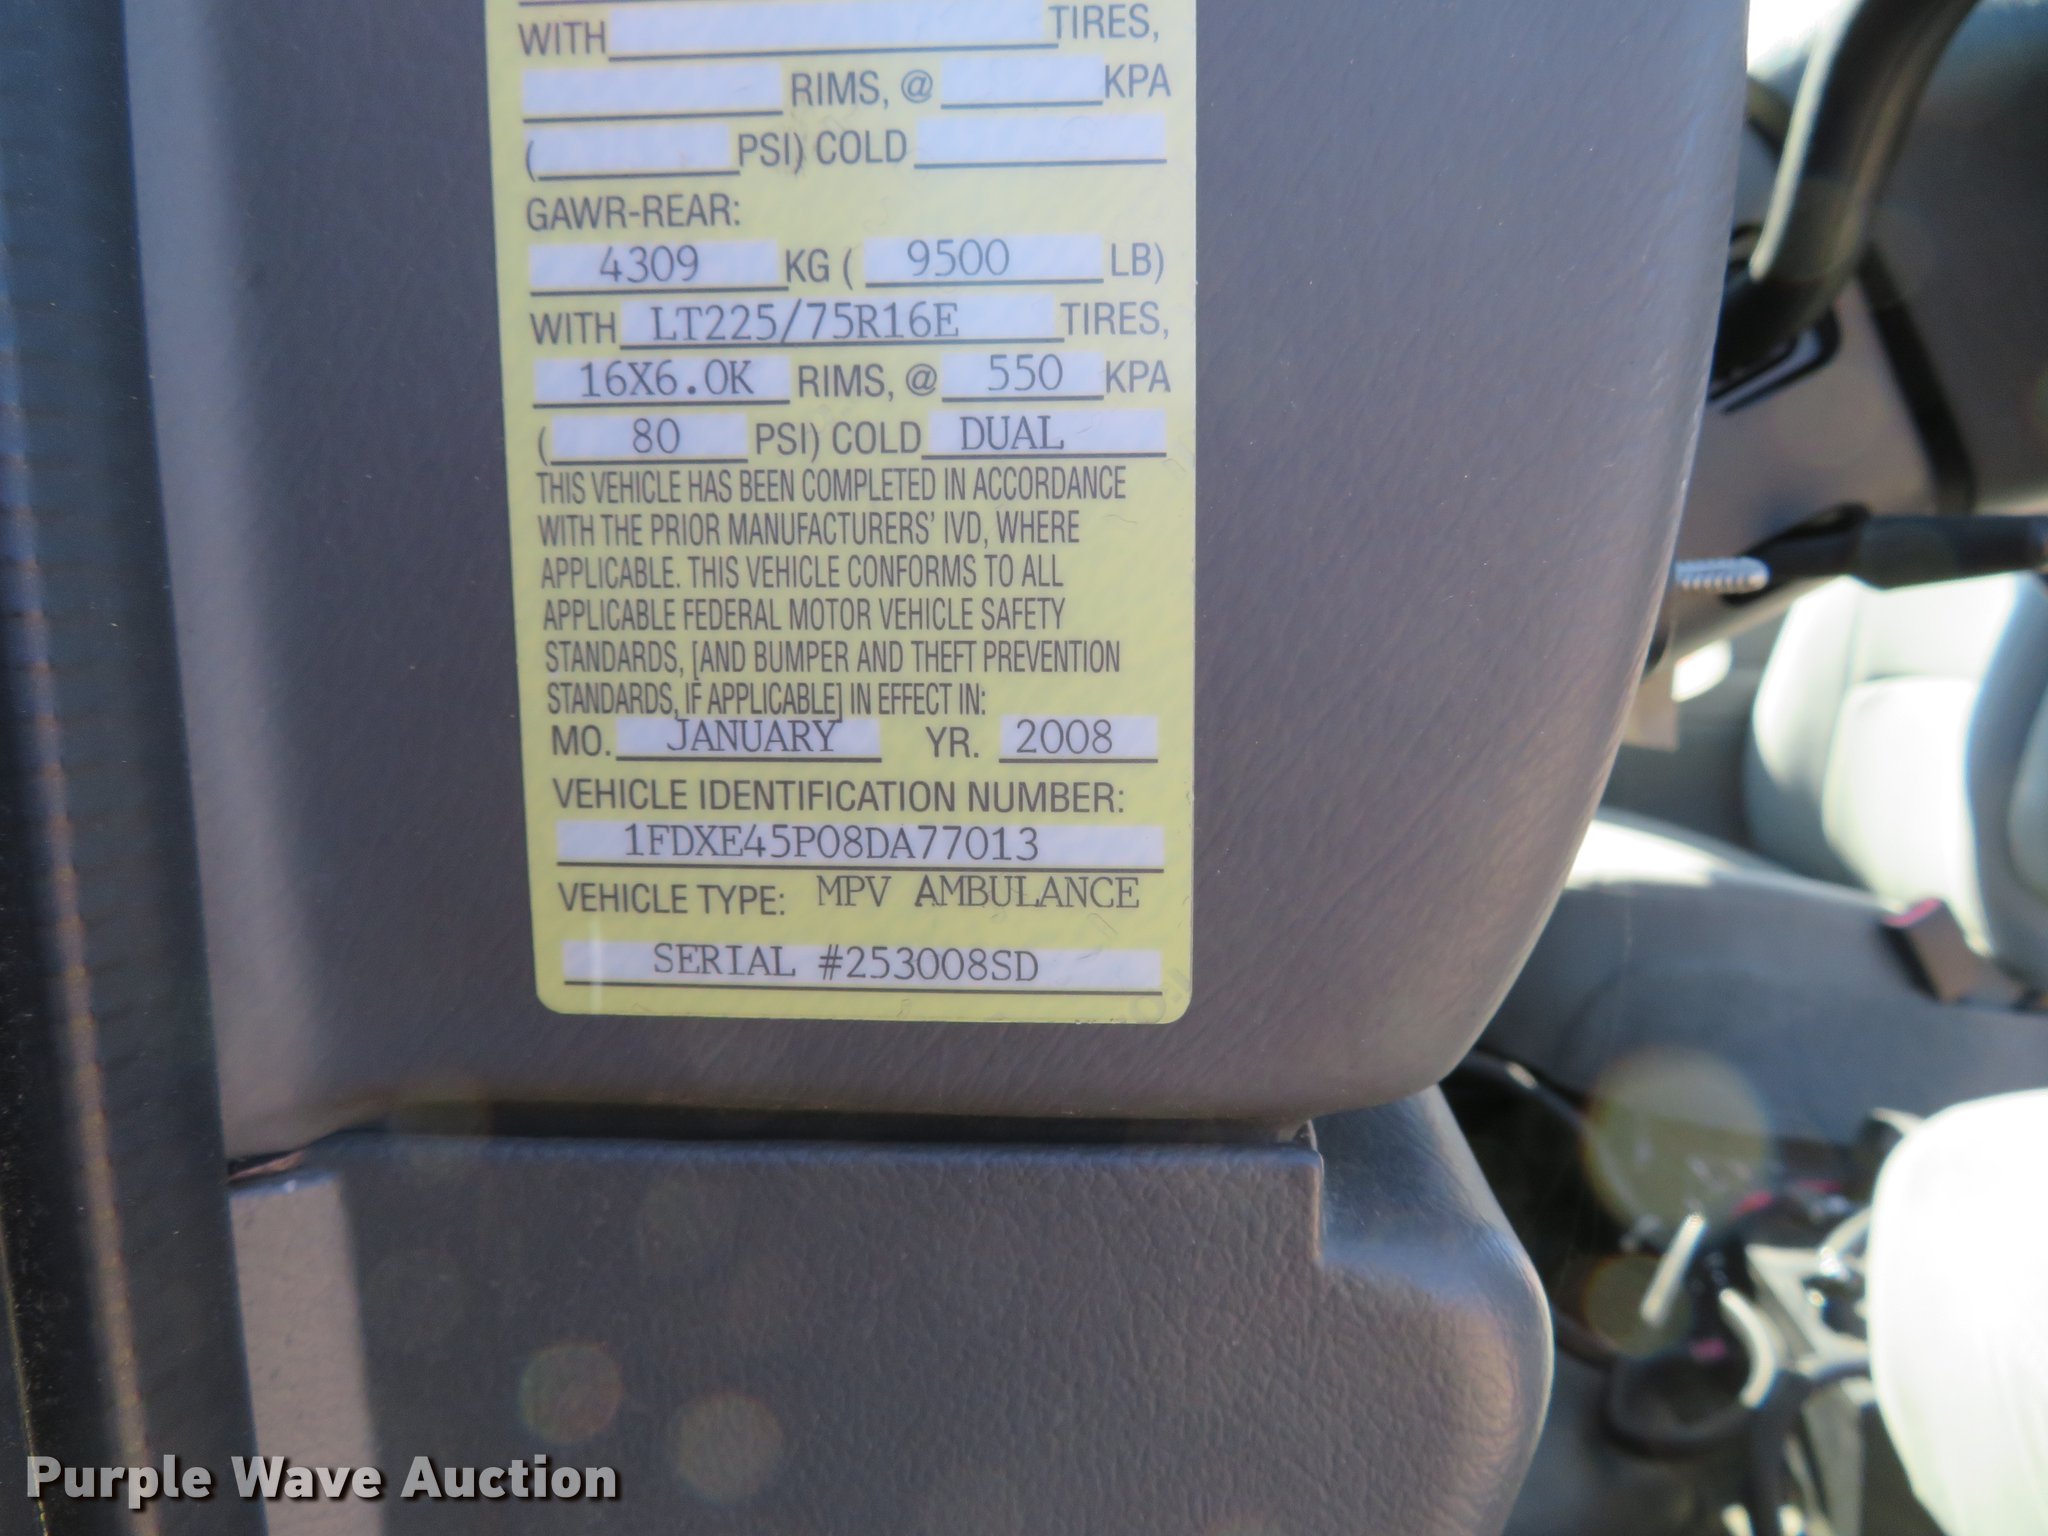 WITH TIRES,
RIMS, @ KPA
( PSI) COLD
GAWR-REAR:
4309 KG ( 9500 LB)
WITH LT225/75R16E TIRES,
16X6.0K RIMS, @ 550 KPA
( 80 PSI) COLD DUAL
THIS VEHICLE HAS BEEN COMPLETED IN ACCORDANCE
WITH THE PRIOR MANUFACTURERS' IVD, WHERE
APPLICABLE. THIS VEHICLE CONFORMS TO ALL
APPLICABLE FEDERAL MOTOR VEHICLE SAFETY
STANDARDS, [AND BUMPER AND THEFT PREVENTION
STANDARDS, IF APPLICABLE] IN EFFECT IN:
MO. JANUARY YR. 2008
VEHICLE IDENTIFICATION NUMBER:
1FDXE45P08DA77013
VEHICLE TYPE: MPV AMBULANCE
SERIAL #253008SD
Purple Wave Auction